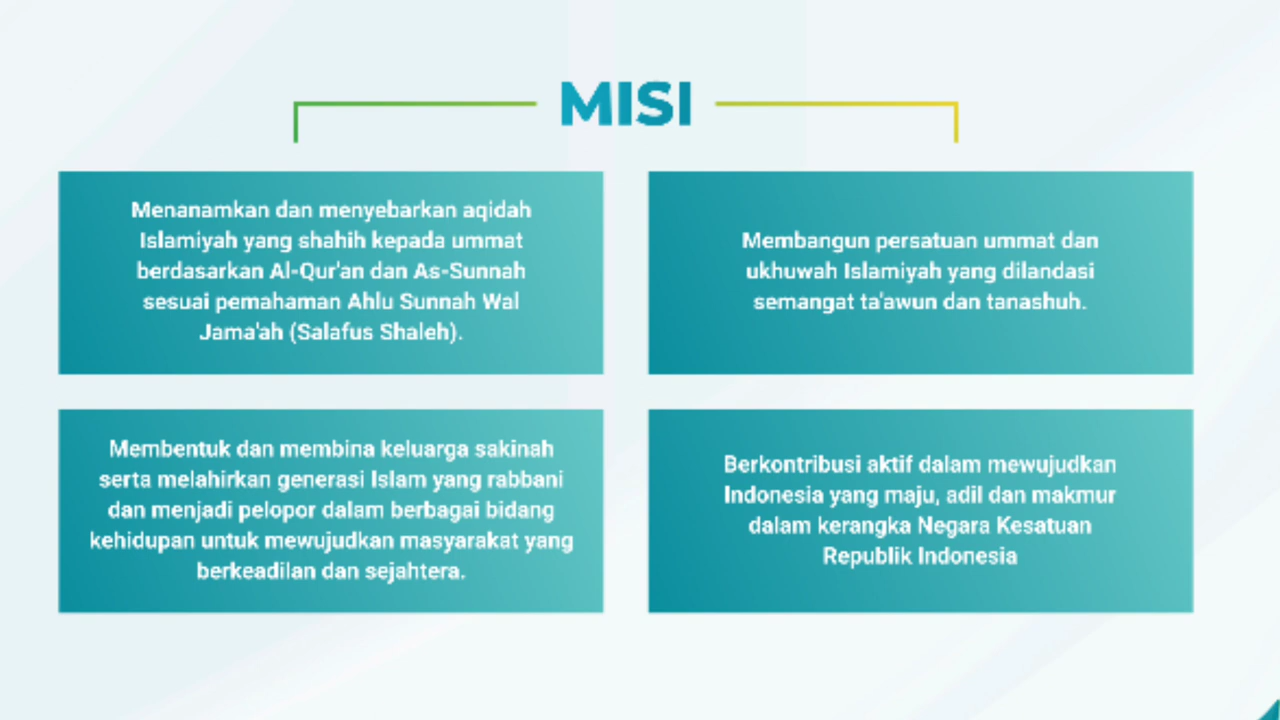 MISI
Menanamkan dan menyebarkan aqidah
Islamiyah yang shahih kepada ummat
berdasarkan Al-Qur'an dan As-Sunnah
sesuai pemahaman Ahlu Sunnah Wal
Jama'ah (Salafus Shaleh).
Membangun persatuan ummat dan
ukhuwah Islamiyah yang dilandasi
semangat ta'awun dan tanashuh.
Membentuk dan membina keluarga sakinah
serta melahirkan generasi Islam yang rabbani
dan menjadi pelopor dalam berbagai bidang
kehidupan untuk mewujudkan masyarakat yang
berkeadilan dan sejahtera.
Berkontribusi aktif dalam mewujudkan
Indonesia yang maju, adil dan makmur
dalam kerangka Negara Kesatuan
Republik Indonesia